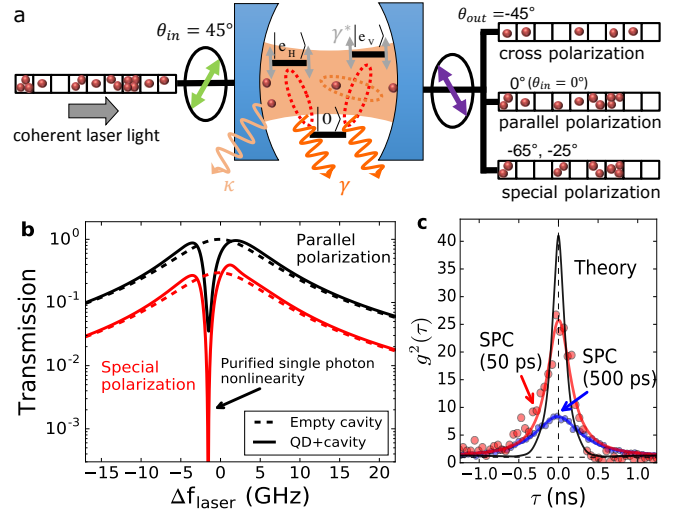 a
θin = 45°
|eH⟩
γ*
|eV⟩
|0⟩
κ
γ
coherent laser light
θout=-45°
cross polarization
0° (θin = 0°)
parallel polarization
-65°, -25°
special polarization
b
Transmission
10⁰
10⁻¹
10⁻²
10⁻³
Parallel
polarization
Special
polarization
Purified single photon
nonlinearity
Empty cavity
QD+cavity
−15 −10 −5 0 5 10 15 20
Δflaser (GHz)
c
g²(τ)
45
40
35
30
25
20
15
10
5
0
Theory
SPC
(50 ps)
SPC
(500 ps)
−1.0 −0.5 0.0 0.5 1.0
τ (ns)